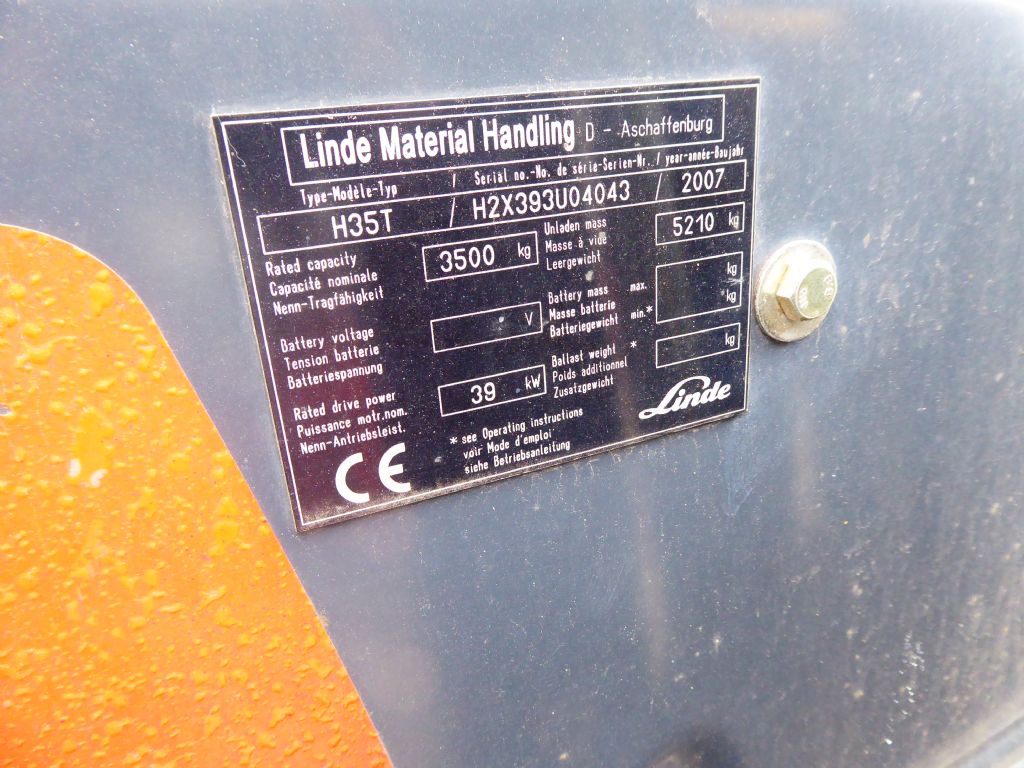 Linde Material Handling D - Aschaffenburg
Type-Modèle-Typ / Serial no.-No. de série-Serien-Nr. / year-année-Baujahr
H35T / H2X393U04043 / 2007
Rated capacity
Capacité nominale
Nenn-Tragfähigkeit
3500 kg
Unladen mass
Masse à vide
Leergewicht
5210 kg
Battery voltage
Tension batterie
Batteriespannung
V
Battery mass max.
Masse batterie
Batteriegewicht min.*
kg
kg
Rated drive power
Puissance motr.nom.
Nenn-Antriebsleist.
39 kW
Ballast weight *
Poids additionnel
Zusatzgewicht
kg
CE
* see Operating instructions
voir Mode d'emploi
siehe Betriebsanleitung
Linde